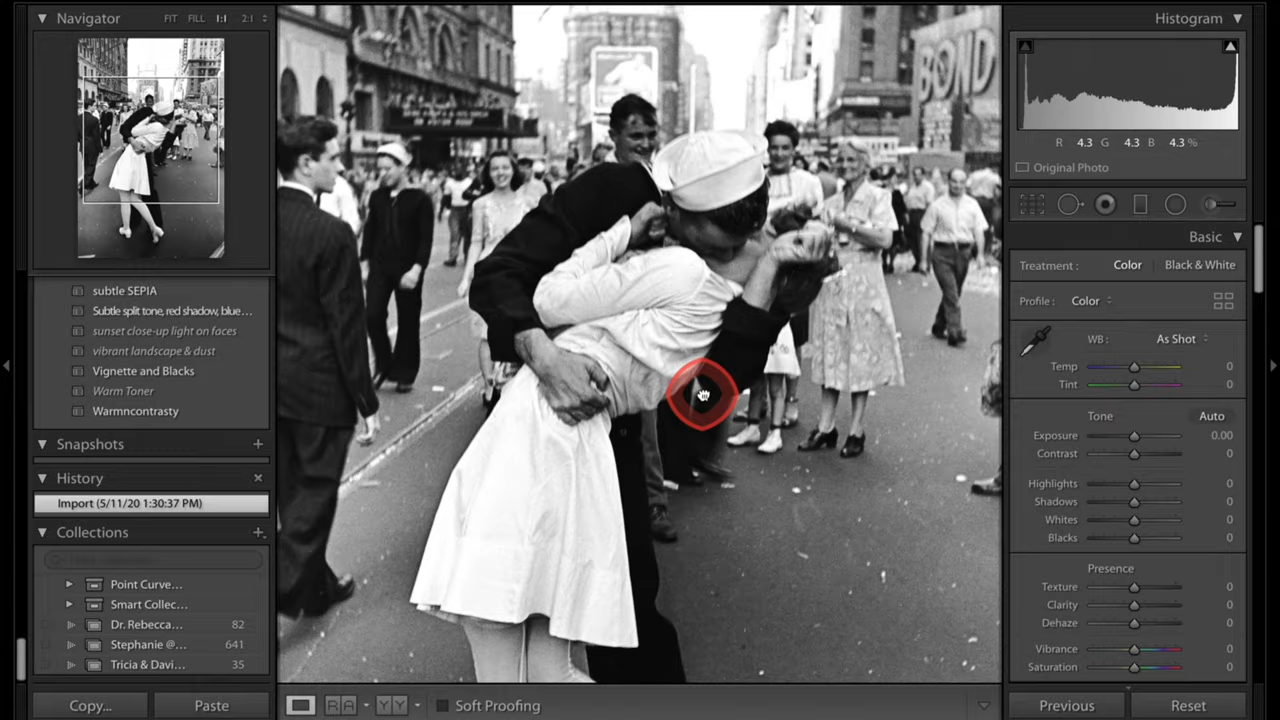 Navigator
FIT FILL 1:1 2:1
subtle SEPIA
Subtle split tone, red shadow, blue...
sunset close-up light on faces
vibrant landscape & dust
Vignette and Blacks
Warm Toner
Warmncontrasty
Snapshots
History
Import (5/11/20 1:30:37 PM)
Collections
Point Curve...
Smart Collec...
Dr. Rebecca... 82
Stephanie @... 641
Tricia & Davi... 35
Copy... Paste
BOND
Soft Proofing
Histogram
R 4.3 G 4.3 B 4.3 %
Original Photo
Basic
Treatment : Color Black & White
Profile : Color
WB : As Shot
Temp 0
Tint 0
Tone Auto
Exposure 0.00
Contrast 0
Highlights 0
Shadows 0
Whites 0
Blacks 0
Presence
Texture 0
Clarity 0
Dehaze 0
Vibrance 0
Saturation 0
Previous Reset